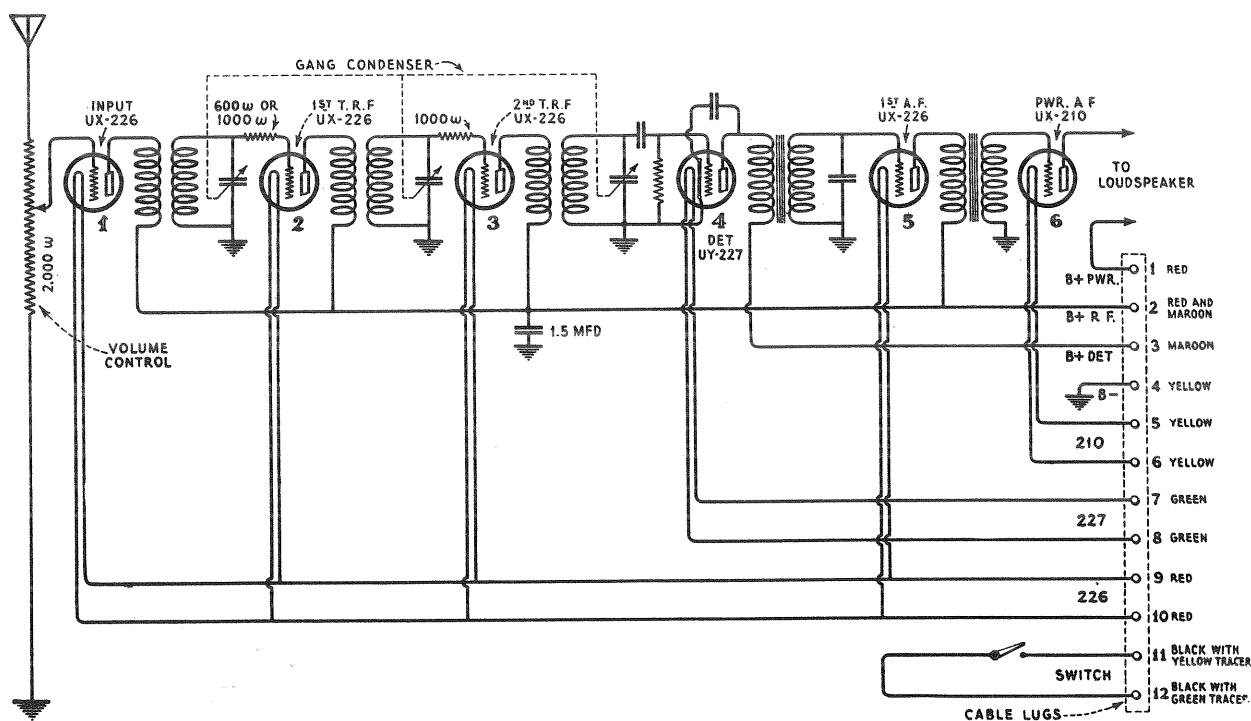 GANG CONDENSER
INPUT
UX-226
600ω OR
1000ω
1ST T.R.F
UX-226
1000ω
2ND T.R.F
UX-226
1ST A.F.
UX-226
PWR. A F
UX-210
TO
LOUDSPEAKER
1
2
3
4
5
6
DET
UY-227
2,000 ω
VOLUME
CONTROL
1.5 MFD
B+ PWR.
1 RED
B+ R F.
2 RED AND
MAROON
B+ DET
3 MAROON
B-
4 YELLOW
5 YELLOW
210
6 YELLOW
7 GREEN
227
8 GREEN
9 RED
226
10 RED
11 BLACK WITH
YELLOW TRACER
SWITCH
12 BLACK WITH
GREEN TRACER.
CABLE LUGS